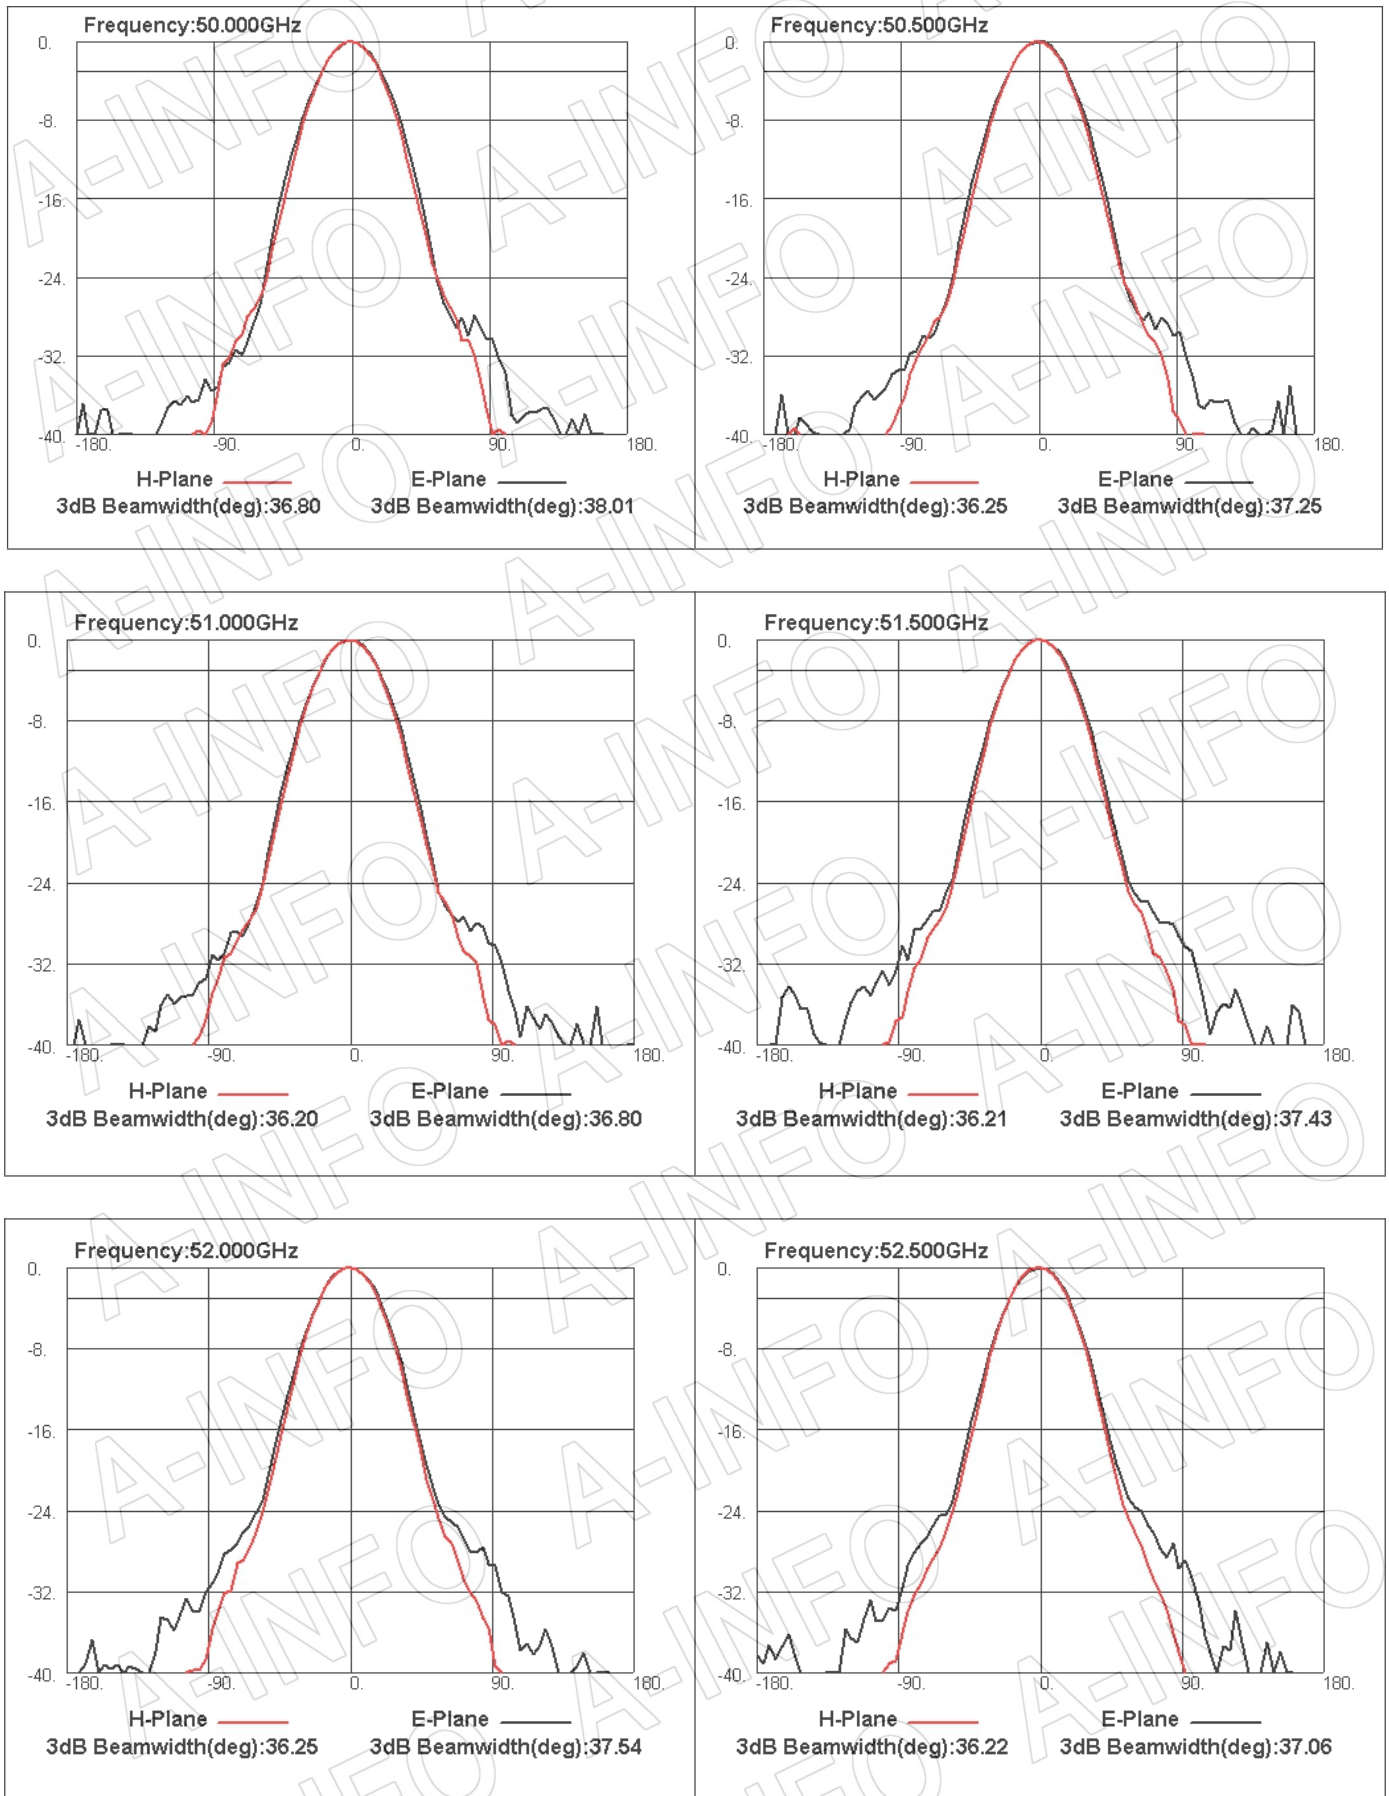 Frequency:50.000GHz
0.
-8.
-16.
-24.
-32.
-40.
-180. -90. 0. 90. 180.
H-Plane E-Plane
3dB Beamwidth(deg):36.80 3dB Beamwidth(deg):38.01
Frequency:50.500GHz
0.
-8.
-16.
-24.
-32.
-40.
-180. -90. 0. 90. 180.
H-Plane E-Plane
3dB Beamwidth(deg):36.25 3dB Beamwidth(deg):37.25
Frequency:51.000GHz
0.
-8.
-16.
-24.
-32.
-40.
-180. -90. 0. 90. 180.
H-Plane E-Plane
3dB Beamwidth(deg):36.20 3dB Beamwidth(deg):36.80
Frequency:51.500GHz
0.
-8.
-16.
-24.
-32.
-40.
-180. -90. 0. 90. 180.
H-Plane E-Plane
3dB Beamwidth(deg):36.21 3dB Beamwidth(deg):37.43
Frequency:52.000GHz
0.
-8.
-16.
-24.
-32.
-40.
-180. -90. 0. 90. 180.
H-Plane E-Plane
3dB Beamwidth(deg):36.25 3dB Beamwidth(deg):37.54
Frequency:52.500GHz
0.
-8.
-16.
-24.
-32.
-40.
-180. -90. 0. 90. 180.
H-Plane E-Plane
3dB Beamwidth(deg):36.22 3dB Beamwidth(deg):37.06
A-INFO